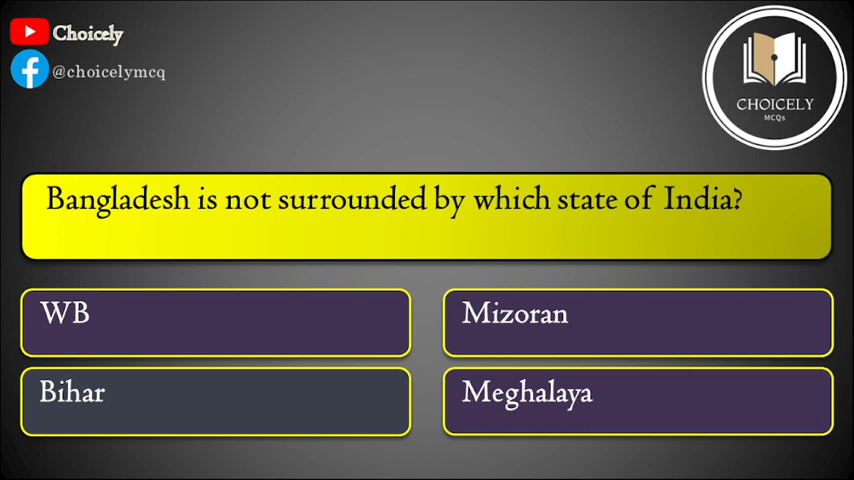 Choicely
@choicelymcq
CHOICELY
MCQs
Bangladesh is not surrounded by which state of India?
WB
Mizoran
Bihar
Meghalaya